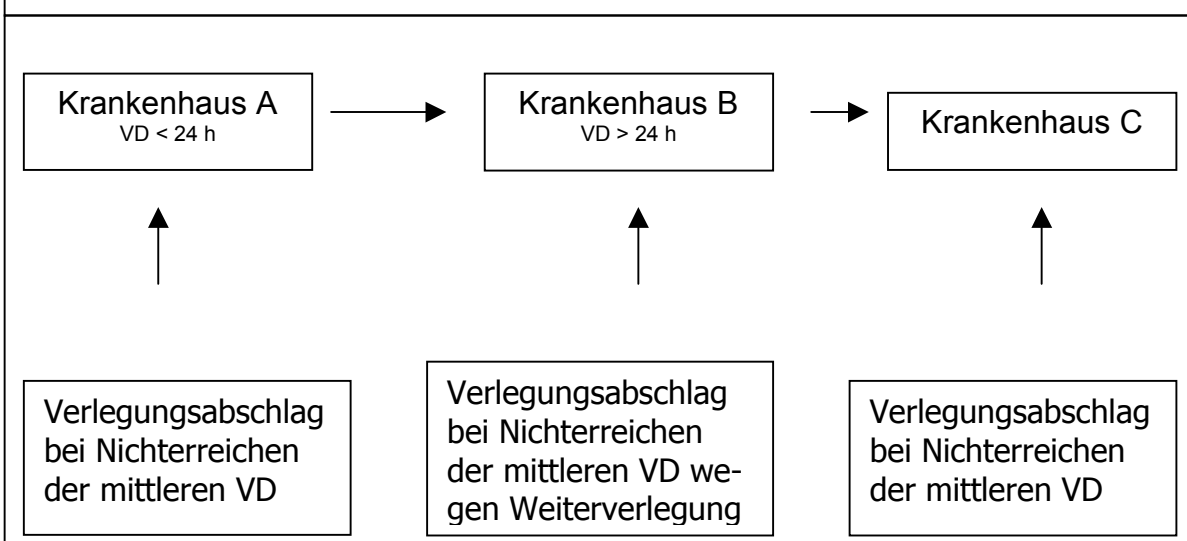 Krankenhaus A
VD < 24 h
Krankenhaus B
VD > 24 h
Krankenhaus C
Verlegungsabschlag
bei Nichterreichen
der mittleren VD
Verlegungsabschlag
bei Nichterreichen
der mittleren VD we-
gen Weiterverlegung
Verlegungsabschlag
bei Nichterreichen
der mittleren VD